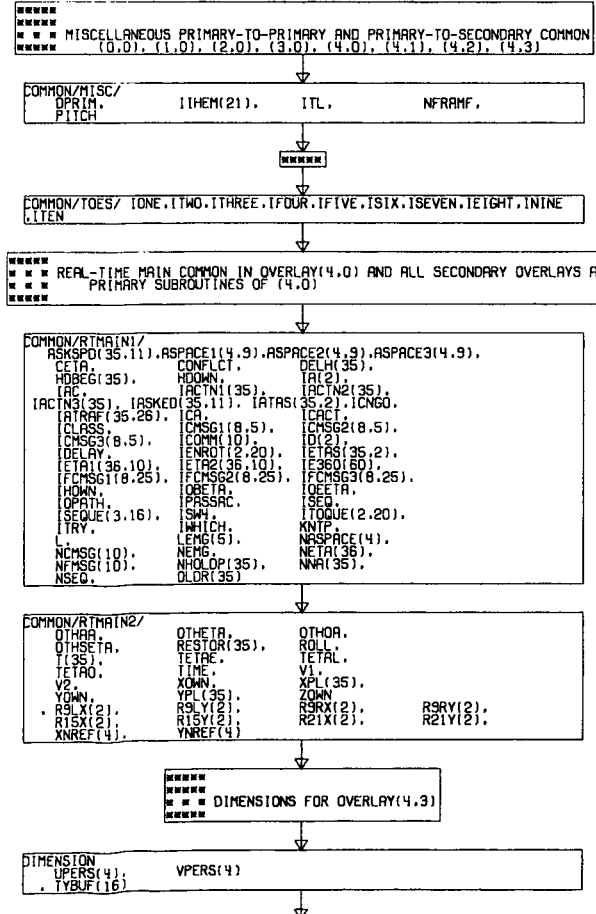 MISCELLANEOUS PRIMARY-TO-PRIMARY AND PRIMARY-TO-SECONDARY COMMON
(0,0), (1,0), (2,0), (3,0), (4,0), (4,1), (4,2), (4,3)
COMMON/MISC/
DPRIM, ITHEM(21), ITL, NFRAMF,
PITCH
*****
COMMON/TOES/ IONE,ITWO,ITHREE,IFOUR,IFIVE,ISIX,ISEVEN,IEIGHT,ININE
,ITEN
REAL-TIME MAIN COMMON IN OVERLAY(4,0) AND ALL SECONDARY OVERLAYS A
PRIMARY SUBROUTINES OF (4,0)
COMMON/RTMAIN1/
ASKSPD(35,11),ASPACE1(4,9),ASPACE2(4,9),ASPACE3(4,9),
CETA, CONFLCT, DELH(35),
HDBEG(35), HDOWN, IA(2),
IAC, IACTN1(35), IACTN2(35),
IACTN3(35), IASKED(35,11), IATAS(35,2),ICNGO,
IATRAF(35,26), ICA, ICACT,
ICLASS, ICMSG1(8,5), ICMSG2(8,5),
ICMSG3(8,5), ICOMM(10), ID(2),
IDELAY, IENROT(2,20), IETAS(35,2),
IETA1(36,10), IETA2(36,10), IE360(60),
IFCMSG1(8,25), IFCMSG2(8,25), IFCMSG3(8,25),
IHOWN, IOBETA, IOEETA,
IOPATH, IPASSAC, ISEQ,
ISEQUE(3,16), ISW4, ITOQUE(2,20),
ITRY, IWHICH, KNTP,
L, LEMG(5), NASPACE(4),
NCMSG(10), NEMG, NETA(36),
NFMSG(10), NHOLDP(35), NNA(35),
NSEQ, OLDR(35)
COMMON/RTMAIN2/
OTHAA, OTHETA, OTHOA,
OTHSETA, RESTOR(35), ROLL,
T(35), TETAE, TETAL,
TETAO, TIME, V1,
V2, XOWN, XPL(35),
YOWN, YPL(35), ZOWN
, R9LX(2), R9LY(2), R9RX(2), R9RY(2),
R15X(2), R15Y(2), R21X(2), R21Y(2),
XNREF(4), YNREF(4)
DIMENSIONS FOR OVERLAY(4,3)
DIMENSION
UPERS(4), VPERS(4)
, TYBUF(16)